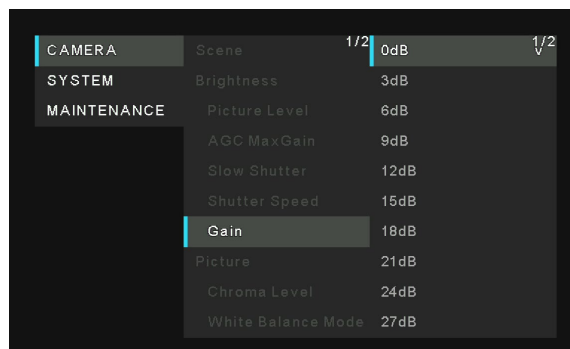 CAMERA
SYSTEM
MAINTENANCE
Scene 1/2
Brightness
Picture Level
AGC MaxGain
Slow Shutter
Shutter Speed
Gain
Picture
Chroma Level
White Balance Mode
0dB 1/2
3dB
6dB
9dB
12dB
15dB
18dB
21dB
24dB
27dB